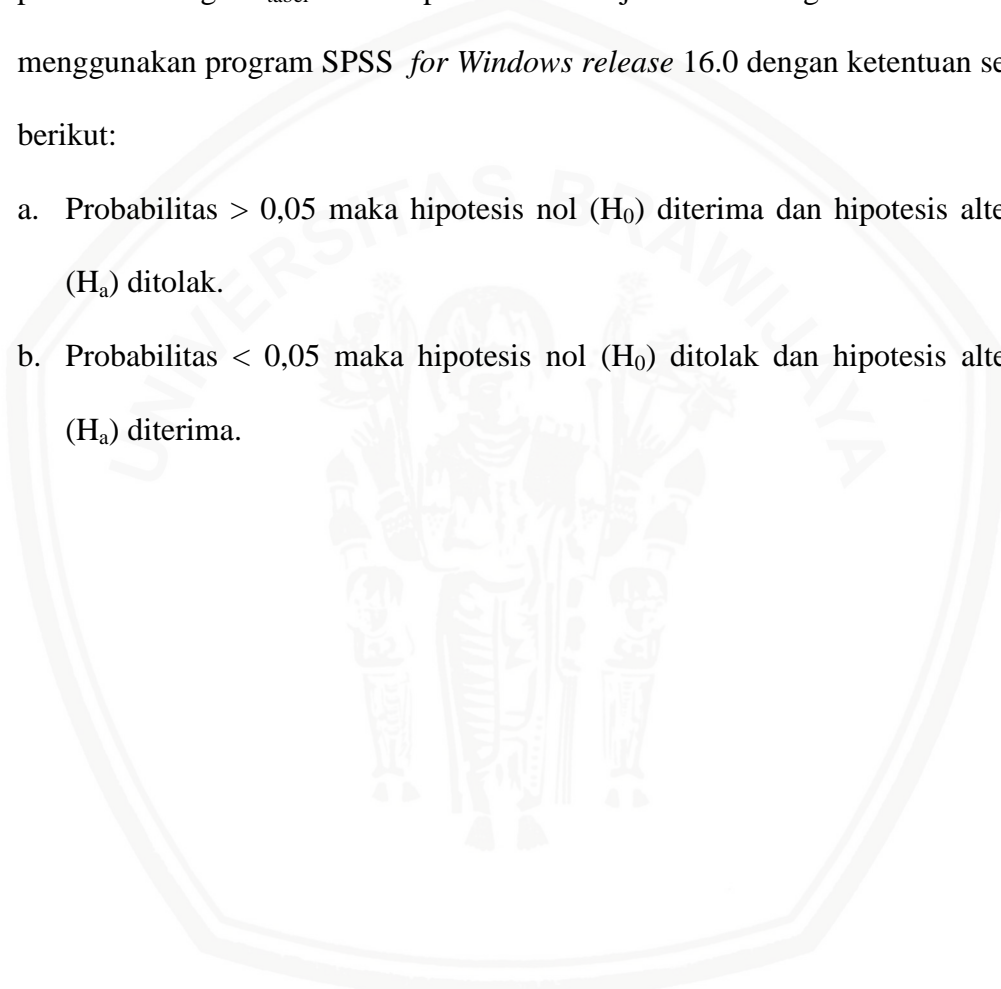 menggunakan program SPSS for Windows release 16.0 dengan ketentuan se
berikut:
a. Probabilitas > 0,05 maka hipotesis nol (H₀) diterima dan hipotesis alte
(Hₐ) ditolak.
b. Probabilitas < 0,05 maka hipotesis nol (H₀) ditolak dan hipotesis alte
(Hₐ) diterima.
UNIVERSITAS BRAWIJAYA